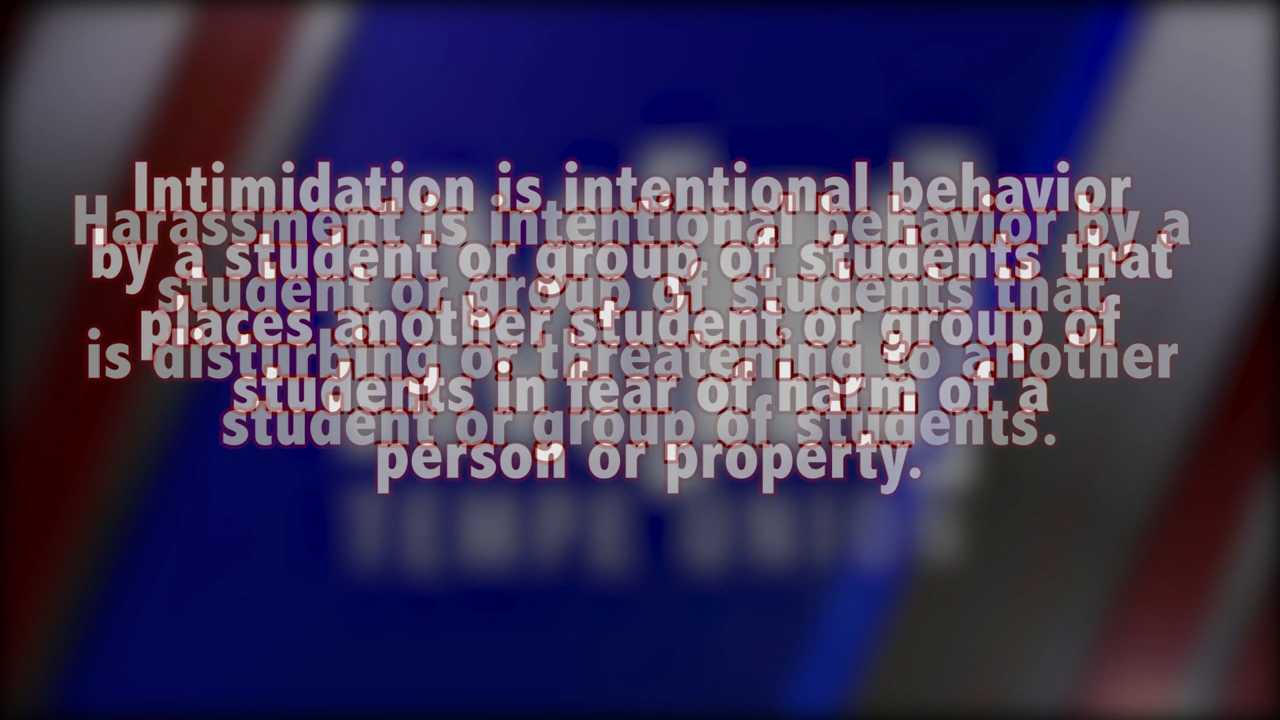 Intimidation is intentional behavior
Harassment is intentional behavior by a
by a student or group of students that
student or group of students that
places another student or group of
is disturbing or threatening to another
students in fear of harm of a
student or group of students.
person or property.
TEMPE UNION